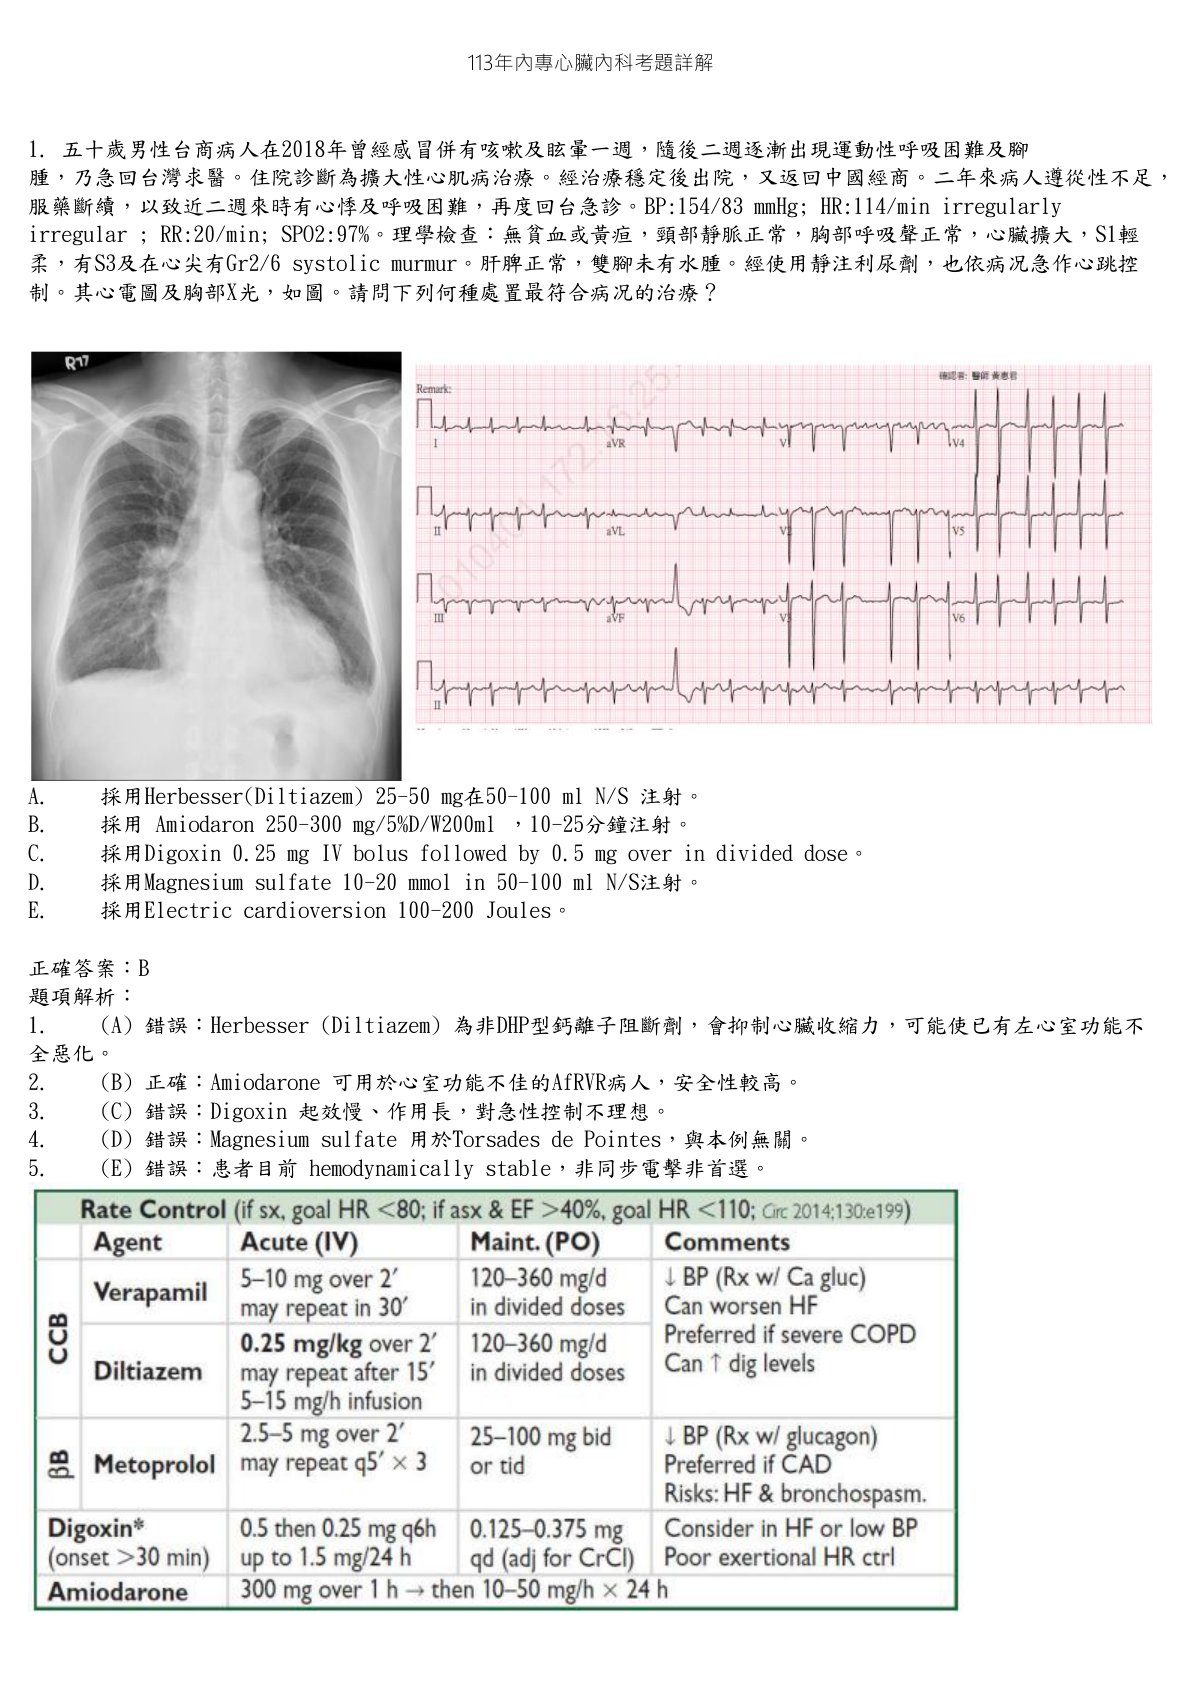 113年內專心臟內科考題詳解
1. 五十歲男性台商病人在2018年曾經感冒併有咳嗽及眩暈一週，隨後二週逐漸出現運動性呼吸困難及腳
腫，乃急回台灣求醫。住院診斷為擴大性心肌病治療。經治療穩定後出院，又返回中國經商。二年來病人遵從性不足，
服藥斷續，以致近二週來時有心悸及呼吸困難，再度回台急診。BP:154/83 mmHg; HR:114/min irregularly
irregular ; RR:20/min; SPO2:97%。理學檢查：無貧血或黃疸，頸部靜脈正常，胸部呼吸聲正常，心臟擴大，S1輕
柔，有S3及在心尖有Gr2/6 systolic murmur。肝脾正常，雙腳未有水腫。經使用靜注利尿劑，也依病況急作心跳控
制。其心電圖及胸部X光，如圖。請問下列何種處置最符合病況的治療？
R17
確認者: 醫師 黃惠君
Remark:
I aVR V1 V4
II aVL V2 V5
III aVF V3 V6
II
A. 採用Herbesser(Diltiazem) 25-50 mg在50-100 ml N/S 注射。
B. 採用 Amiodaron 250-300 mg/5%D/W200ml ，10-25分鐘注射。
C. 採用Digoxin 0.25 mg IV bolus followed by 0.5 mg over in divided dose。
D. 採用Magnesium sulfate 10-20 mmol in 50-100 ml N/S注射。
E. 採用Electric cardioversion 100-200 Joules。
正確答案：B
題項解析：
1. (A) 錯誤：Herbesser (Diltiazem) 為非DHP型鈣離子阻斷劑，會抑制心臟收縮力，可能使已有左心室功能不
全惡化。
2. (B) 正確：Amiodarone 可用於心室功能不佳的AfRVR病人，安全性較高。
3. (C) 錯誤：Digoxin 起效慢、作用長，對急性控制不理想。
4. (D) 錯誤：Magnesium sulfate 用於Torsades de Pointes，與本例無關。
5. (E) 錯誤：患者目前 hemodynamically stable，非同步電擊非首選。
Rate Control (if sx, goal HR <80; if asx & EF >40%, goal HR <110; Circ 2014;130:e199)
Agent Acute (IV) Maint. (PO) Comments
CCB
Verapamil
5–10 mg over 2′
may repeat in 30′
120–360 mg/d
in divided doses
Diltiazem
0.25 mg/kg over 2′
may repeat after 15′
5–15 mg/h infusion
120–360 mg/d
in divided doses
↓ BP (Rx w/ Ca gluc)
Can worsen HF
Preferred if severe COPD
Can ↑ dig levels
βB
Metoprolol
2.5–5 mg over 2′
may repeat q5′ × 3
25–100 mg bid
or tid
↓ BP (Rx w/ glucagon)
Preferred if CAD
Risks: HF & bronchospasm.
Digoxin*
(onset >30 min)
0.5 then 0.25 mg q6h
up to 1.5 mg/24 h
0.125–0.375 mg
qd (adj for CrCl)
Consider in HF or low BP
Poor exertional HR ctrl
Amiodarone 300 mg over 1 h → then 10–50 mg/h × 24 h